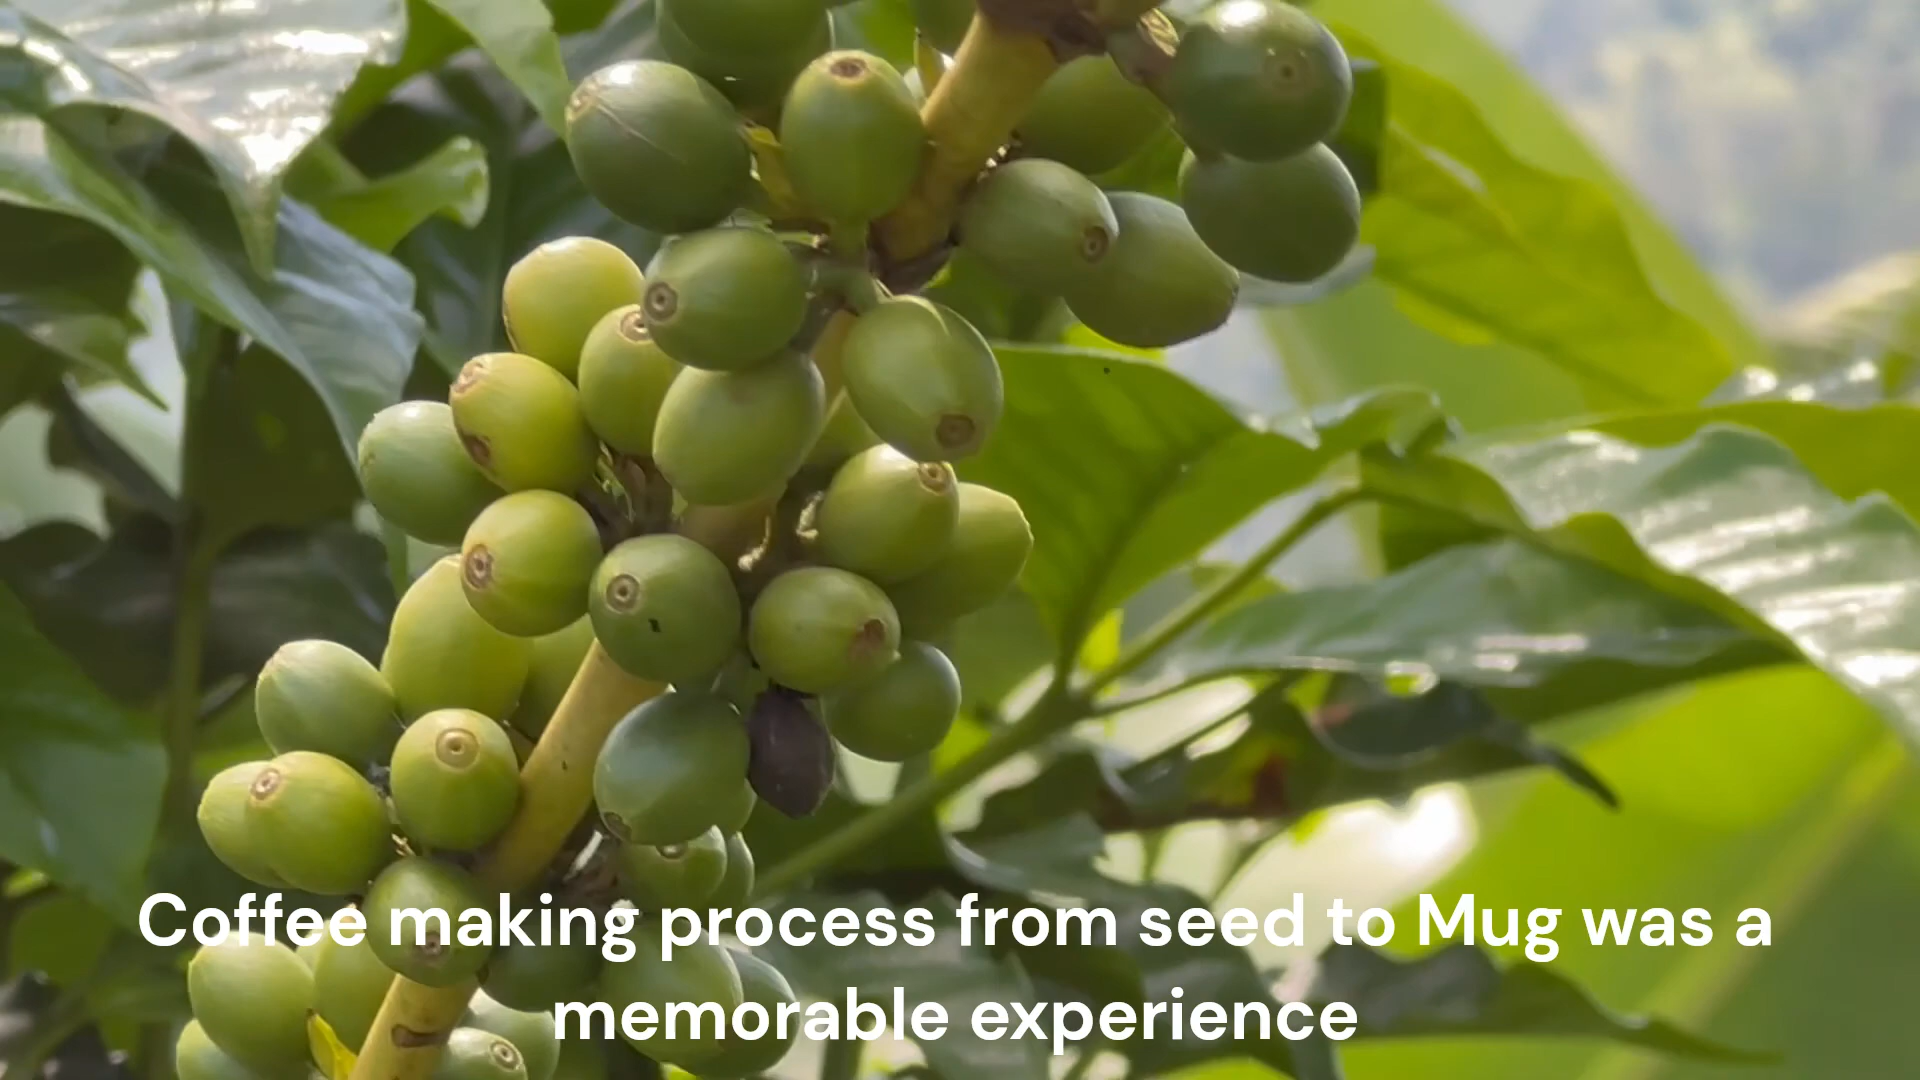 Coffee making process from seed to Mug was a
memorable experience